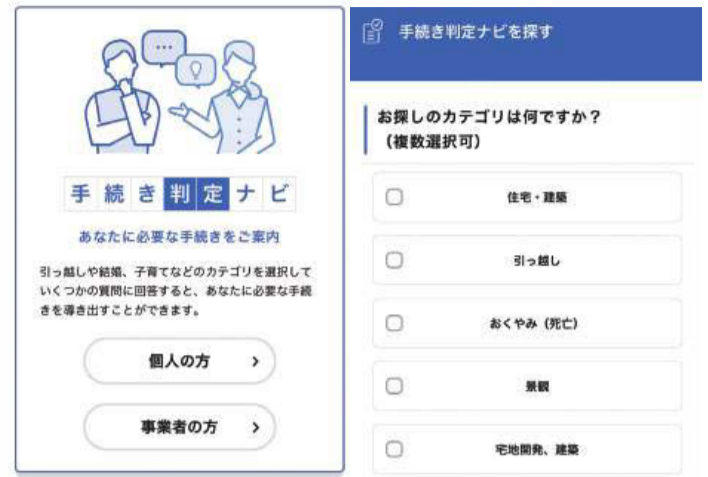 手続き判定ナビ
あなたに必要な手続きをご案内
引っ越しや結婚、子育てなどのカテゴリを選択して
いくつかの質問に回答すると、あなたに必要な手続
きを導き出すことができます。
個人の方
事業者の方
手続き判定ナビを探す
お探しのカテゴリは何ですか?
(複数選択可)
住宅・建築
引っ越し
おくやみ(死亡)
景観
宅地開発、建築